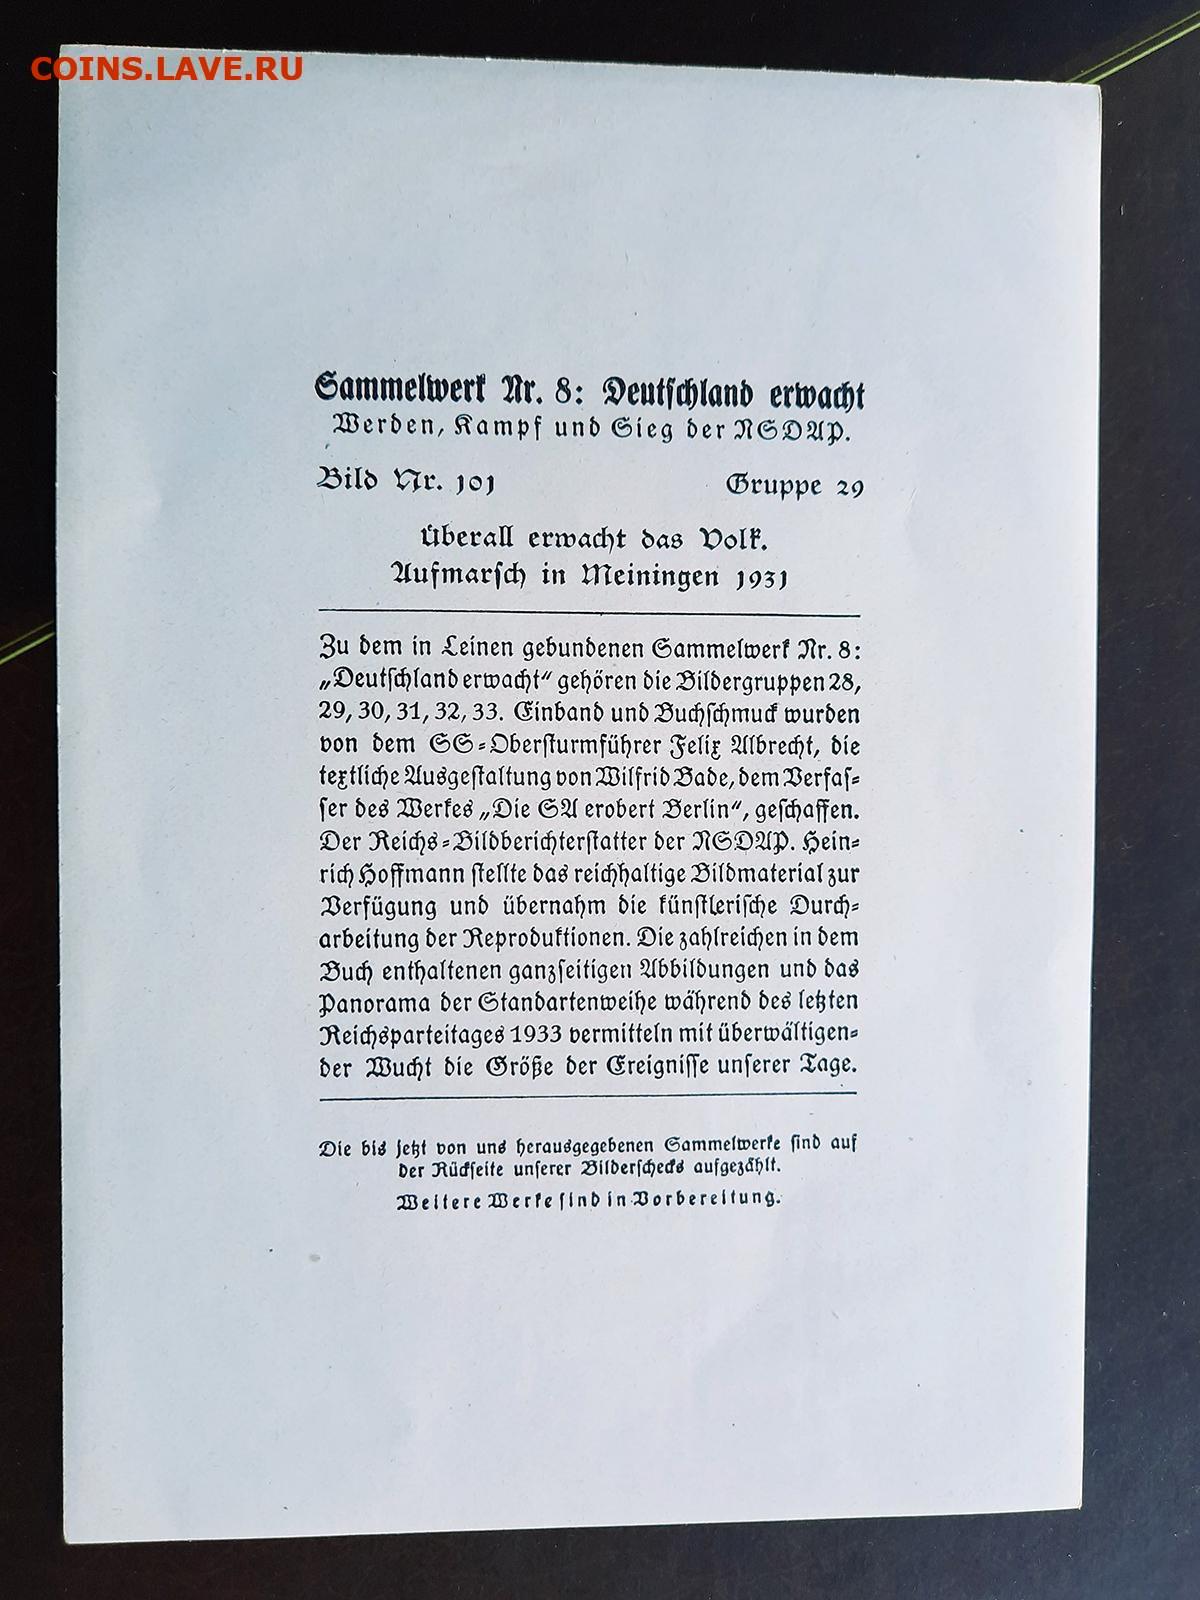 COINS.LAVE.RU
Sammelwerk Nr. 8: Deutschland erwacht
Werden, Kampf und Sieg der NSDAP.
Bild Nr. 101 Gruppe 29
Überall erwacht das Volk.
Aufmarsch in Meiningen 1931
Zu dem in Leinen gebundenen Sammelwerk Nr. 8:
„Deutschland erwacht“ gehören die Bildergruppen 28,
29, 30, 31, 32, 33. Einband und Buchschmuck wurden
von dem SS-Obersturmführer Felix Albrecht, die
textliche Ausgestaltung von Wilfrid Bade, dem Verfas-
ser des Werkes „Die SA erobert Berlin“, geschaffen.
Der Reichs-Bildberichterstatter der NSDAP. Hein-
rich Hoffmann stellte das reichhaltige Bildmaterial zur
Verfügung und übernahm die künstlerische Durch-
arbeitung der Reproduktionen. Die zahlreichen in dem
Buch enthaltenen ganzseitigen Abbildungen und das
Panorama der Standartenweihe während des letzten
Reichsparteitages 1933 vermitteln mit überwältigen-
der Wucht die Größe der Ereignisse unserer Tage.
Die bis jetzt von uns herausgegebenen Sammelwerke sind auf
der Rückseite unserer Bilderschecks aufgezählt.
Weitere Werke sind in Vorbereitung.